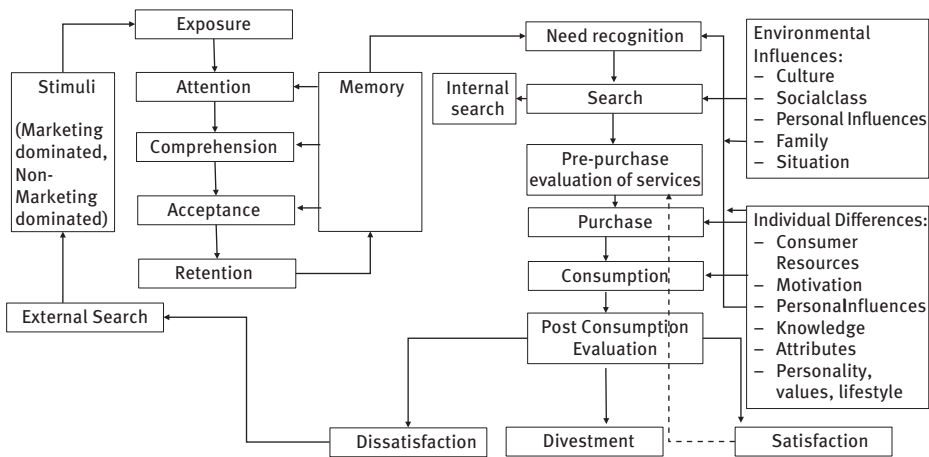 Exposure
Attention
Comprehension
Acceptance
Retention
Stimuli
(Marketing
dominated,
Non-
Marketing
dominated)
External Search
Memory
Need recognition
Internal
search
Search
Pre-purchase
evaluation of services
Purchase
Consumption
Post Consumption
Evaluation
Dissatisfaction
Divestment
Satisfaction
Environmental
Influences:
– Culture
– Socialclass
– Personal Influences
– Family
– Situation
Individual Differences:
– Consumer
Resources
– Motivation
– PersonalInfluences
– Knowledge
– Attributes
– Personality,
values, lifestyle